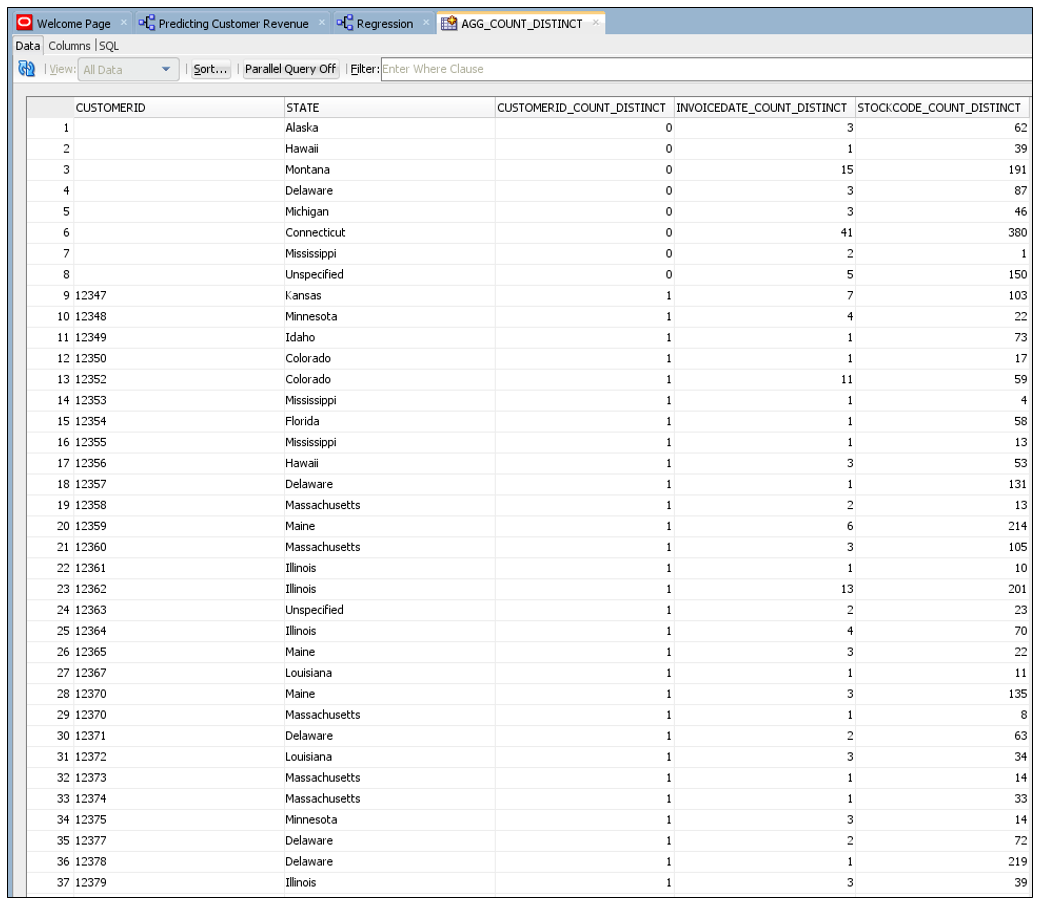 Welcome Page × Predicting Customer Revenue × Regression × AGG_COUNT_DISTINCT ×
Data Columns SQL
View: All Data Sort... Parallel Query Off Filter: Enter Where Clause
CUSTOMERID STATE CUSTOMERID_COUNT_DISTINCT INVOICEDATE_COUNT_DISTINCT STOCKCODE_COUNT_DISTINCT
1 Alaska 0 3 62
2 Hawaii 0 1 39
3 Montana 0 15 191
4 Delaware 0 3 87
5 Michigan 0 3 46
6 Connecticut 0 41 380
7 Mississippi 0 2 1
8 Unspecified 0 5 150
9 12347 Kansas 1 7 103
10 12348 Minnesota 1 4 22
11 12349 Idaho 1 1 73
12 12350 Colorado 1 1 17
13 12352 Colorado 1 11 59
14 12353 Mississippi 1 1 4
15 12354 Florida 1 1 58
16 12355 Mississippi 1 1 13
17 12356 Hawaii 1 3 53
18 12357 Delaware 1 1 131
19 12358 Massachusetts 1 2 13
20 12359 Maine 1 6 214
21 12360 Massachusetts 1 3 105
22 12361 Illinois 1 1 10
23 12362 Illinois 1 13 201
24 12363 Unspecified 1 2 23
25 12364 Illinois 1 4 70
26 12365 Maine 1 3 22
27 12367 Louisiana 1 1 11
28 12370 Maine 1 3 135
29 12370 Massachusetts 1 1 8
30 12371 Delaware 1 2 63
31 12372 Louisiana 1 3 34
32 12373 Massachusetts 1 1 14
33 12374 Massachusetts 1 1 33
34 12375 Minnesota 1 3 14
35 12377 Delaware 1 2 72
36 12378 Delaware 1 1 219
37 12379 Illinois 1 3 39